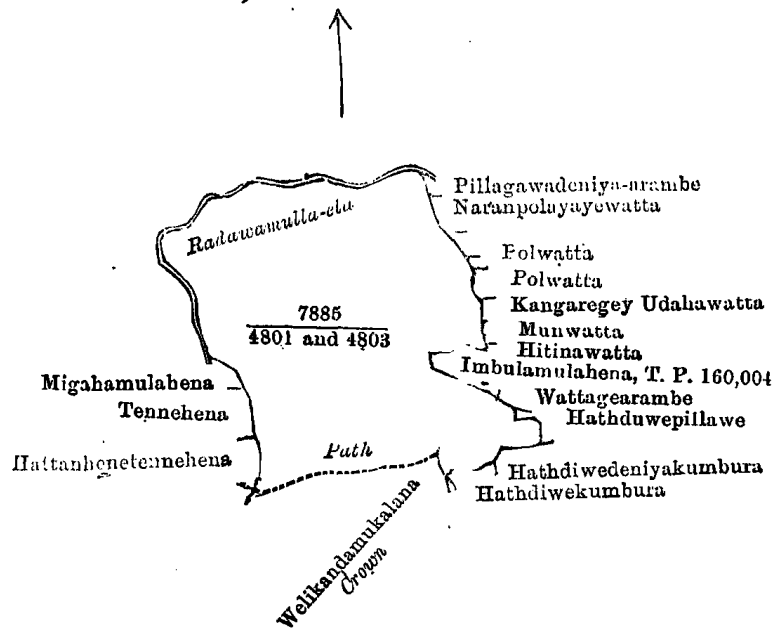 Pillagawadeniya-arambe
Naranpolayayewatta
Radawamulla-ela
Polwatta
Polwatta
7885
4801 and 4803
Kangaregey Udahawatta
Munwatta
Hitinawatta
Imbulamulahena, T. P. 160,004
Migahamulahena
Wattagearambe
Tennehena
Hathduwepillawe
Path
Hattanhenetennehena
Hathdiwedeniyakumbura
Hathdiwekumbura
Welikandamukalana
Crown